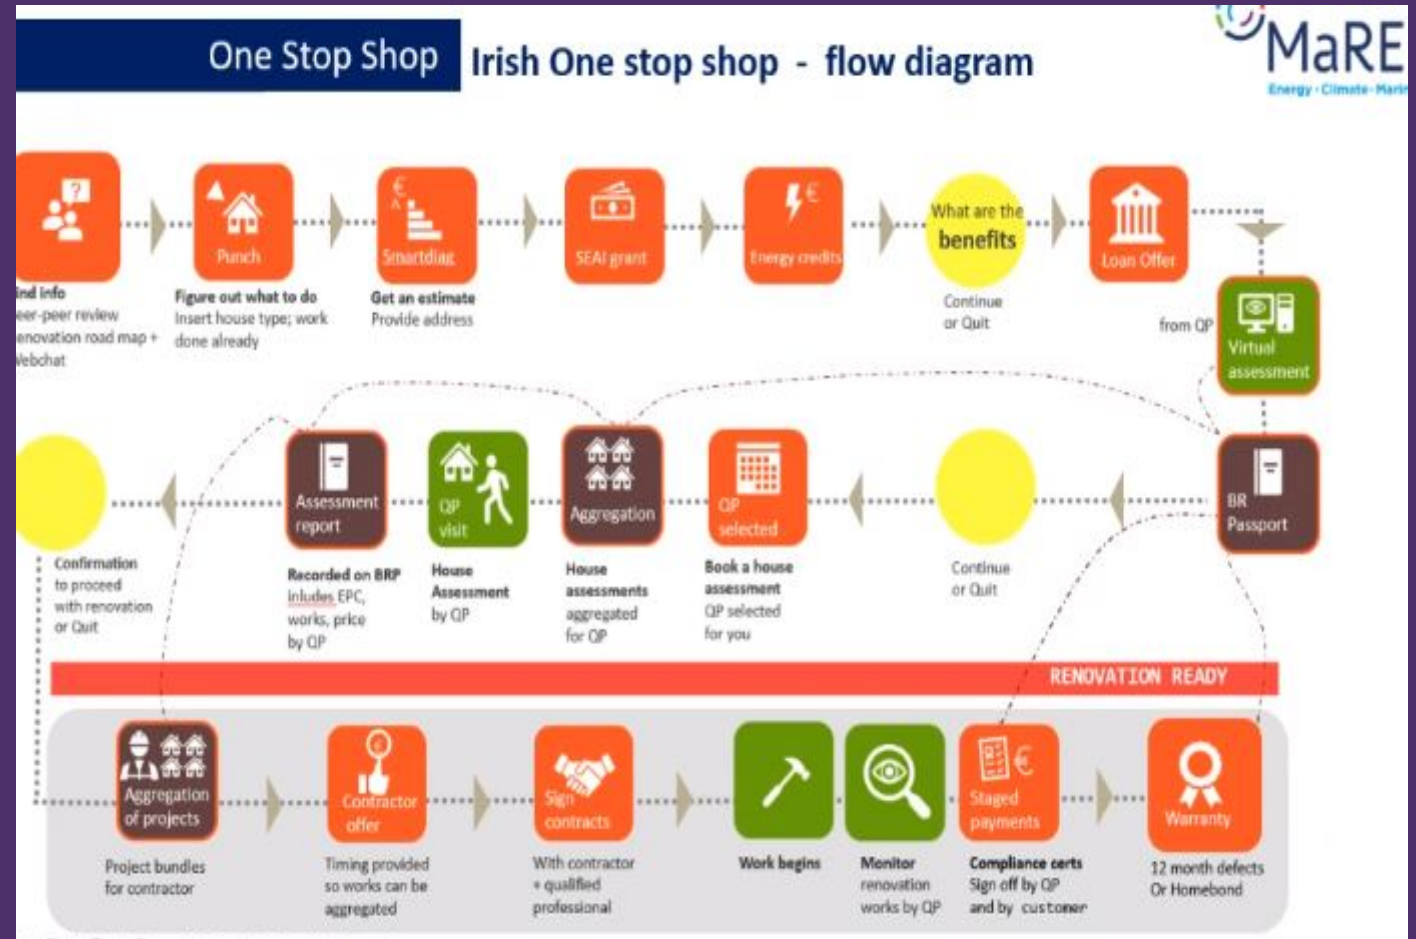 One Stop Shop
Irish One stop shop - flow diagram
MaRE
Energy · Climate · Marin
?
Punch
€
Smartdiag
SEAI grant
€
Energy credits
What are the
benefits
Loan Offer
ind info
eer-peer review
enovation road map +
Vebchat
Figure out what to do
Insert house type; work
done already
Get an estimate
Provide address
Continue
or Quit
from QP
Virtual
assessment
Assessment
report
QP
visit
Aggregation
QP
selected
BR
Passport
Confirmation
to proceed
with renovation
or Quit
Recorded on BRP
inludes EPC,
works, price
by QP
House
Assessment
by QP
House
assessments
aggregated
for QP
Book a house
assessment
QP selected
for you
Continue
or Quit
RENOVATION READY
Aggregation
of projects
€
Contractor
offer
Sign
contracts
€
Staged
payments
Warranty
Project bundles
for contractor
Timing provided
so works can be
aggregated
With contractor
+ qualified
professional
Work begins
Monitor
renovation
works by QP
Compliance certs
Sign off by QP
and by customer
12 month defects
Or Homebond